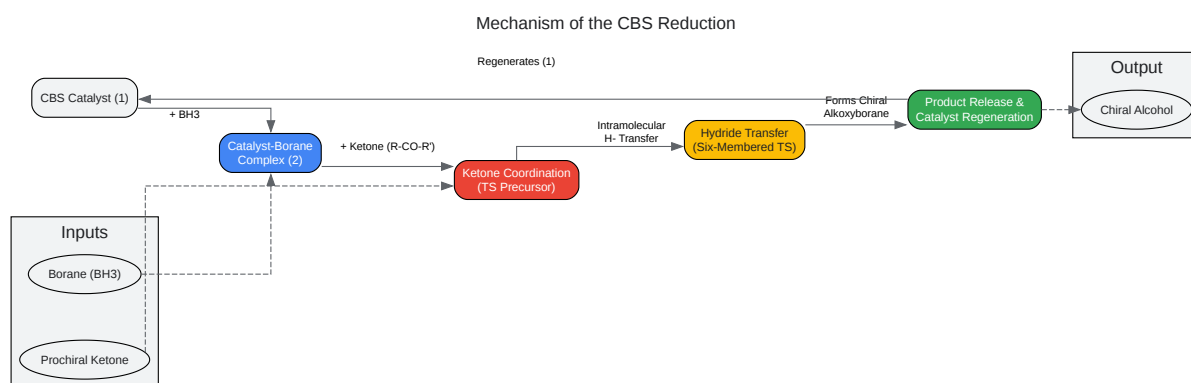 Mechanism of the CBS Reduction
Regenerates (1)
Output
CBS Catalyst (1)
+ BH3
Forms Chiral
Alkoxyborane
Product Release &
Catalyst Regeneration
Chiral Alcohol
Catalyst-Borane
Complex (2)
+ Ketone (R-CO-R')
Intramolecular
H- Transfer
Hydride Transfer
(Six-Membered TS)
Ketone Coordination
(TS Precursor)
Inputs
Borane (BH3)
Prochiral Ketone